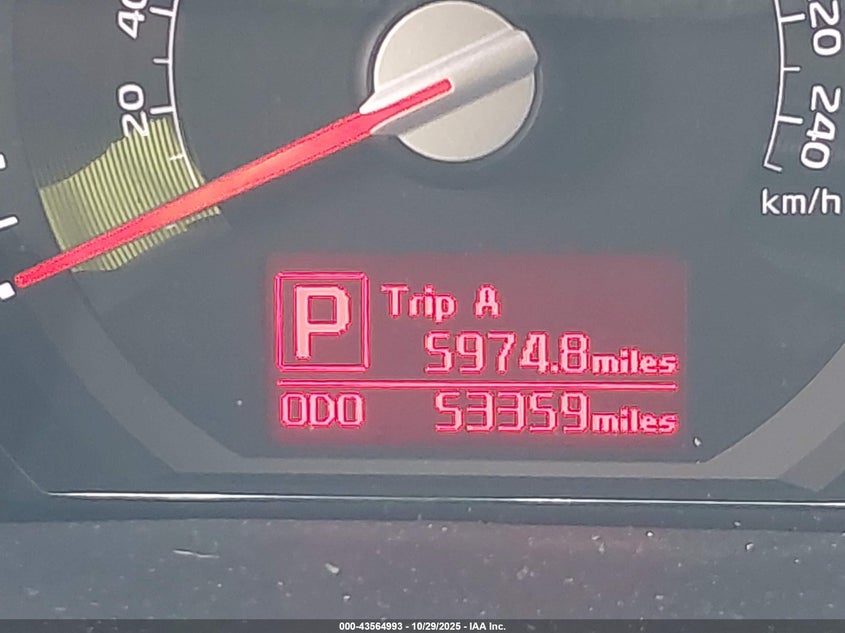 40
20
20
240
km/h
P
Trip A
5974.8miles
ODO 53359miles
000-43564993 - 10/29/2025 - IAA Inc.